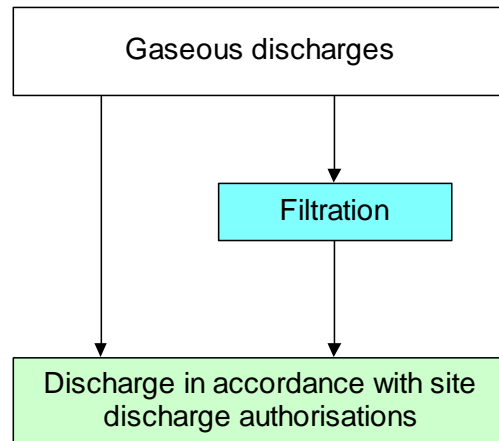 Gaseous discharges
Filtration
Discharge in accordance with site
discharge authorisations